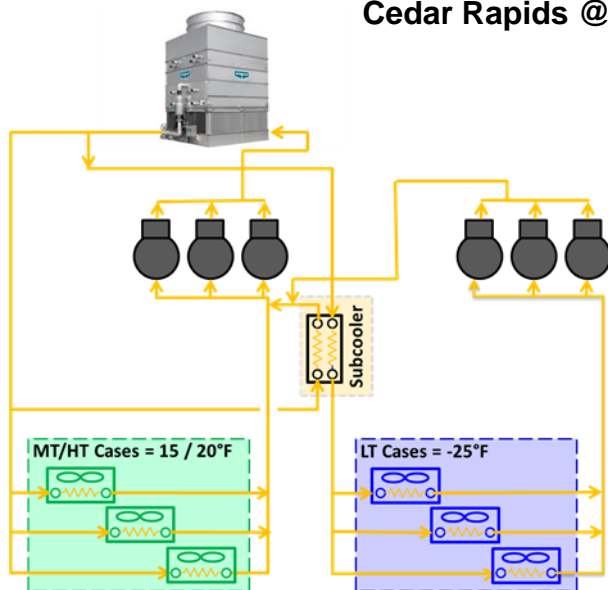 Cedar Rapids @
Subcooler
MT/HT Cases = 15 / 20°F
LT Cases = -25°F